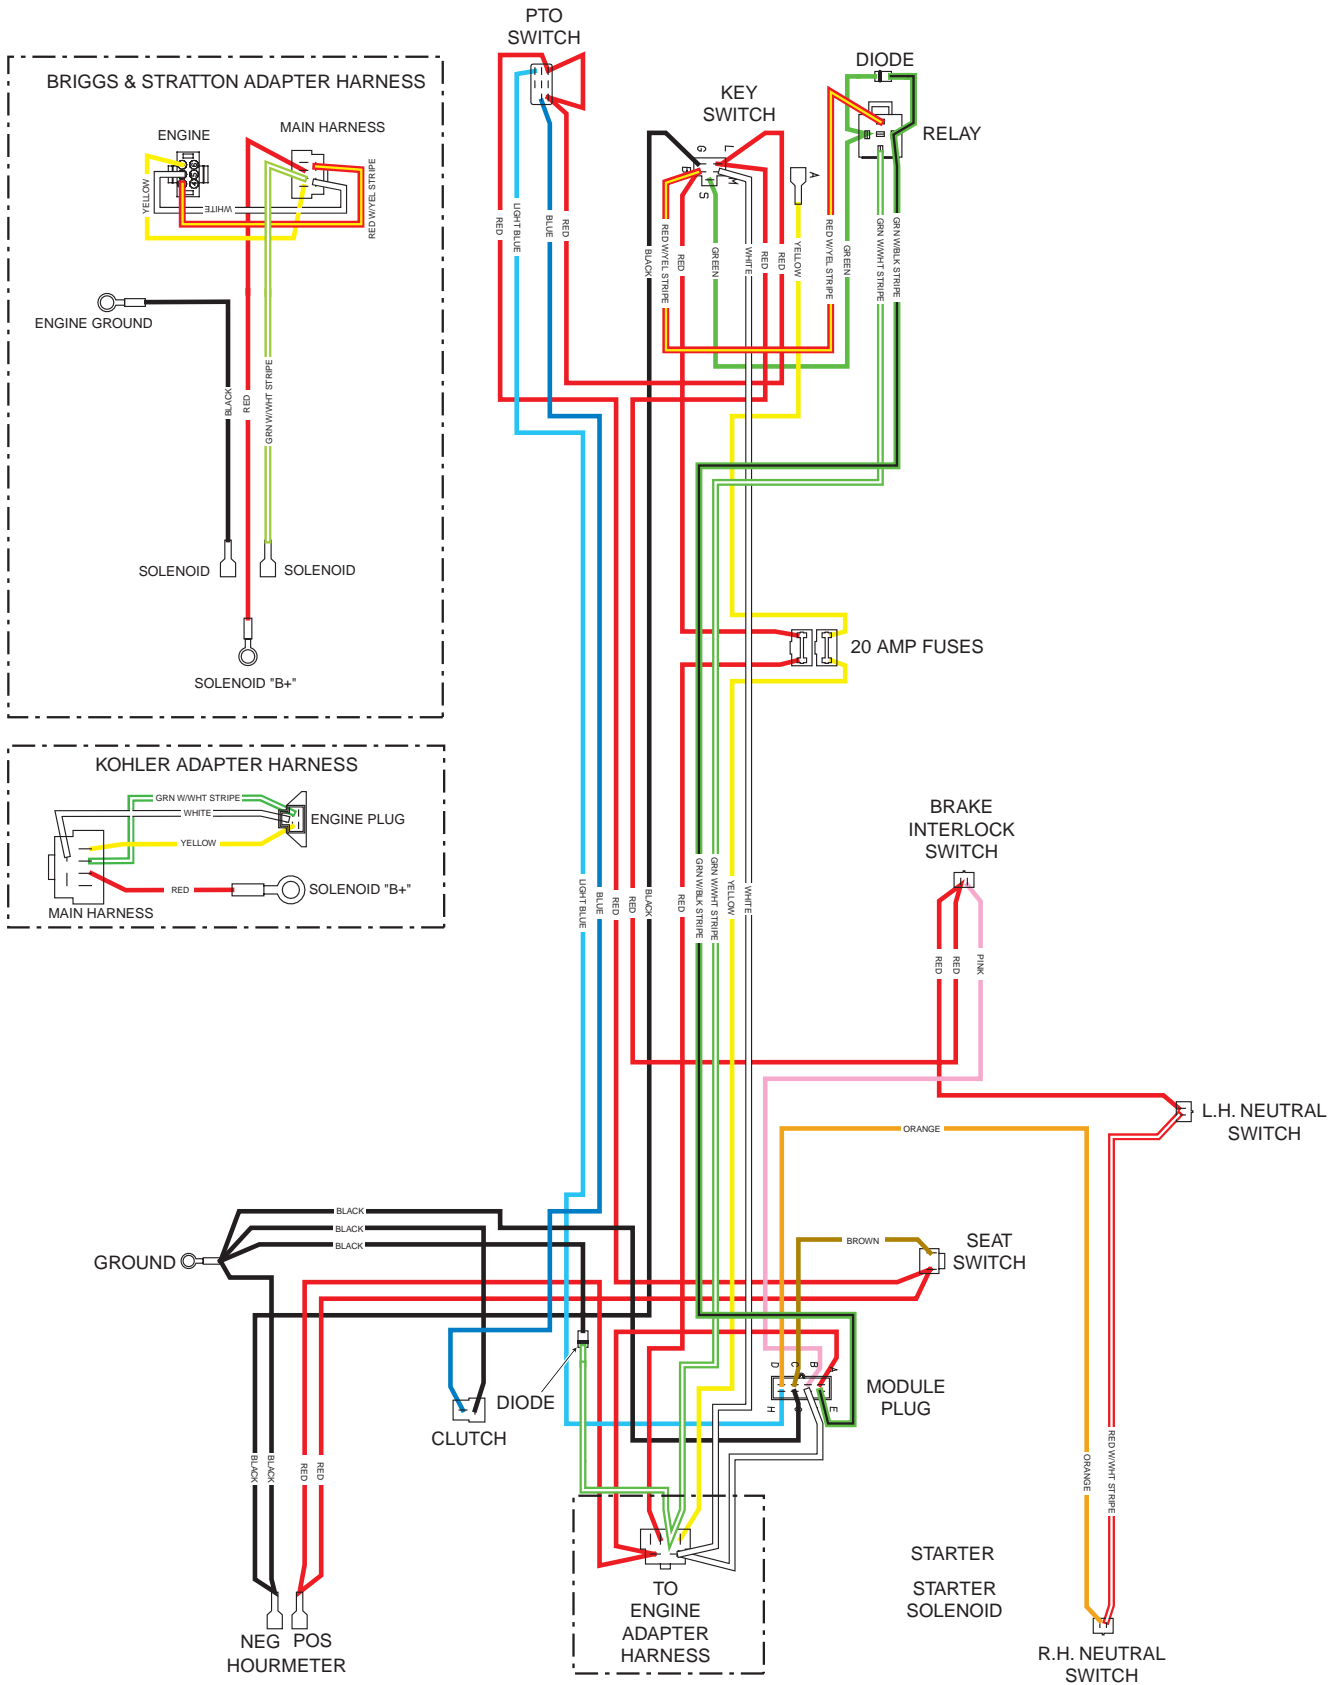 PTO
SWITCH
BRIGGS & STRATTON ADAPTER HARNESS
ENGINE
MAIN HARNESS
YELLOW
WHITE
RED W/YEL STRIPE
ENGINE GROUND
BLACK
RED
GRN W/WHT STRIPE
SOLENOID
SOLENOID
SOLENOID "B+"
KEY
SWITCH
DIODE
RELAY
G
L
B
S
M
A
RED
LIGHT BLUE
BLUE
RED
BLACK
RED W/YEL STRIPE
RED
GREEN
WHITE
RED
RED
YELLOW
RED W/YEL STRIPE
GREEN
GRN W/WHT STRIPE
GRN W/BLK STRIPE
20 AMP FUSES
KOHLER ADAPTER HARNESS
GRN W/WHT STRIPE
WHITE
YELLOW
RED
ENGINE PLUG
SOLENOID "B+"
MAIN HARNESS
LIGHT BLUE
BLUE
RED
RED
BLACK
RED
GRN W/BLK STRIPE
GRN W/WHT STRIPE
YELLOW
WHITE
BRAKE
INTERLOCK
SWITCH
RED
RED
PINK
L.H. NEUTRAL
SWITCH
ORANGE
BLACK
BLACK
BLACK
GROUND
BROWN
SEAT
SWITCH
DIODE
CLUTCH
D
C
B
A
H
G
E
MODULE
PLUG
BLACK
BLACK
RED
RED
ORANGE
RED W/WHT STRIPE
NEG
POS
HOURMETER
TO
ENGINE
ADAPTER
HARNESS
STARTER
STARTER
SOLENOID
R.H. NEUTRAL
SWITCH